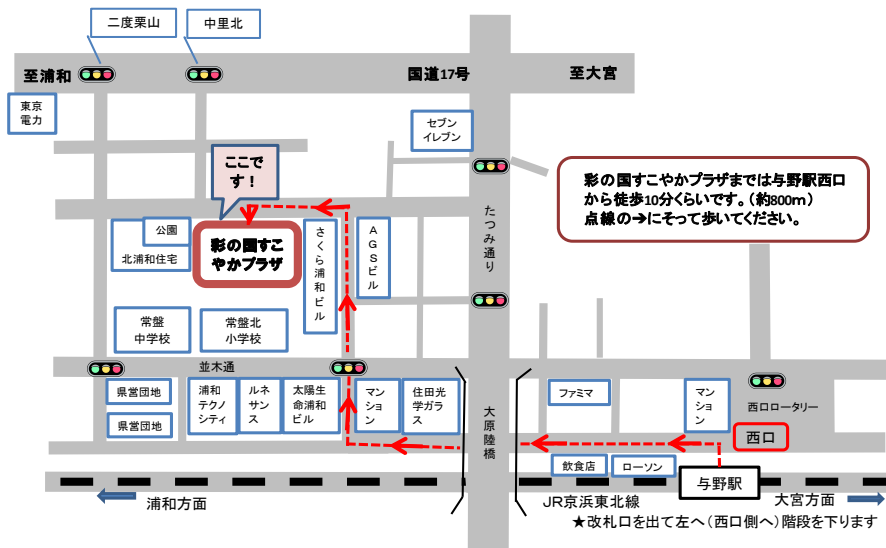 二度栗山
中里北
至浦和
国道17号
至大宮
東京
電力
セブン
イレブン
ここで
す！
彩の国すこやかプラザまでは与野駅西口
から徒歩10分くらいです。(約800m)
点線の➔にそって歩いてください。
たつみ通り
公園
北浦和住宅
彩の国すこ
やかプラザ
さくら浦和ビル
AGSビル
常盤
中学校
常盤北
小学校
並木通
県営団地
県営団地
浦和
テクノ
シティ
ルネ
サンス
太陽生
命浦和
ビル
マン
ション
住田光
学ガラ
ス
大原陸橋
ファミマ
マン
ション
西口ロータリー
西口
飲食店
ローソン
与野駅
浦和方面
JR京浜東北線
大宮方面
★改札口を出て左へ(西口側へ)階段を下ります